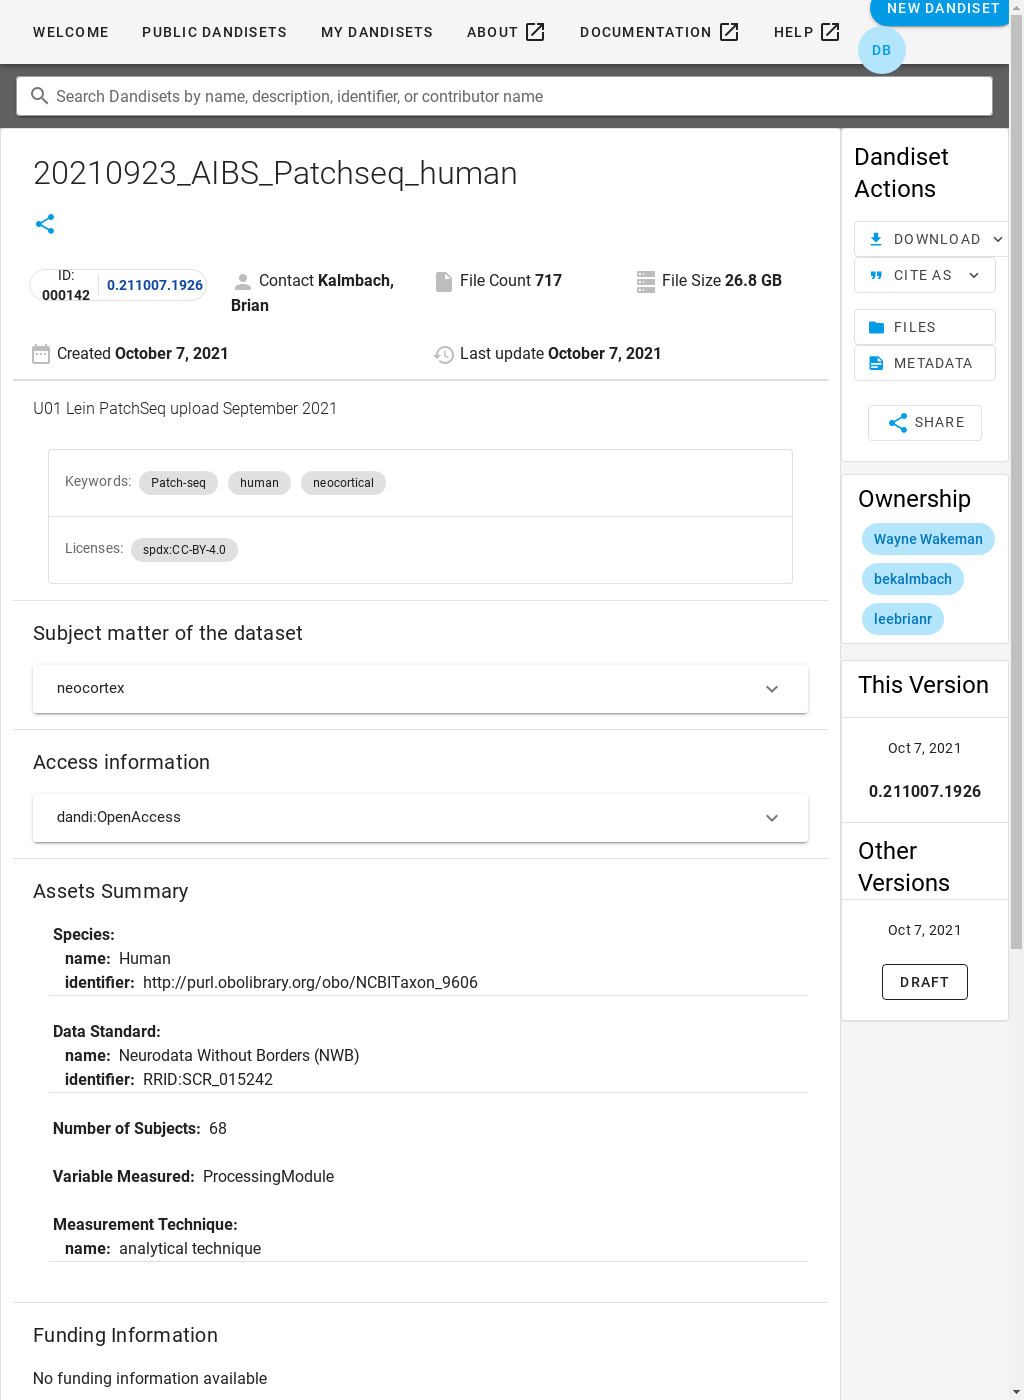 WELCOME PUBLIC DANDISETS MY DANDISETS ABOUT DOCUMENTATION HELP NEW DANDISET
DB
Search Dandisets by name, description, identifier, or contributor name
20210923_AIBS_Patchseq_human
ID:
000142 0.211007.1926
Contact Kalmbach,
Brian
File Count 717
File Size 26.8 GB
Created October 7, 2021
Last update October 7, 2021
U01 Lein PatchSeq upload September 2021
Keywords: Patch-seq human neocortical
Licenses: spdx:CC-BY-4.0
Subject matter of the dataset
neocortex
Access information
dandi:OpenAccess
Assets Summary
Species:
name: Human
identifier: http://purl.obolibrary.org/obo/NCBITaxon_9606
Data Standard:
name: Neurodata Without Borders (NWB)
identifier: RRID:SCR_015242
Number of Subjects: 68
Variable Measured: ProcessingModule
Measurement Technique:
name: analytical technique
Funding Information
No funding information available
Dandiset
Actions
DOWNLOAD
CITE AS
FILES
METADATA
SHARE
Ownership
Wayne Wakeman
bekalmbach
leebrianr
This Version
Oct 7, 2021
0.211007.1926
Other
Versions
Oct 7, 2021
DRAFT